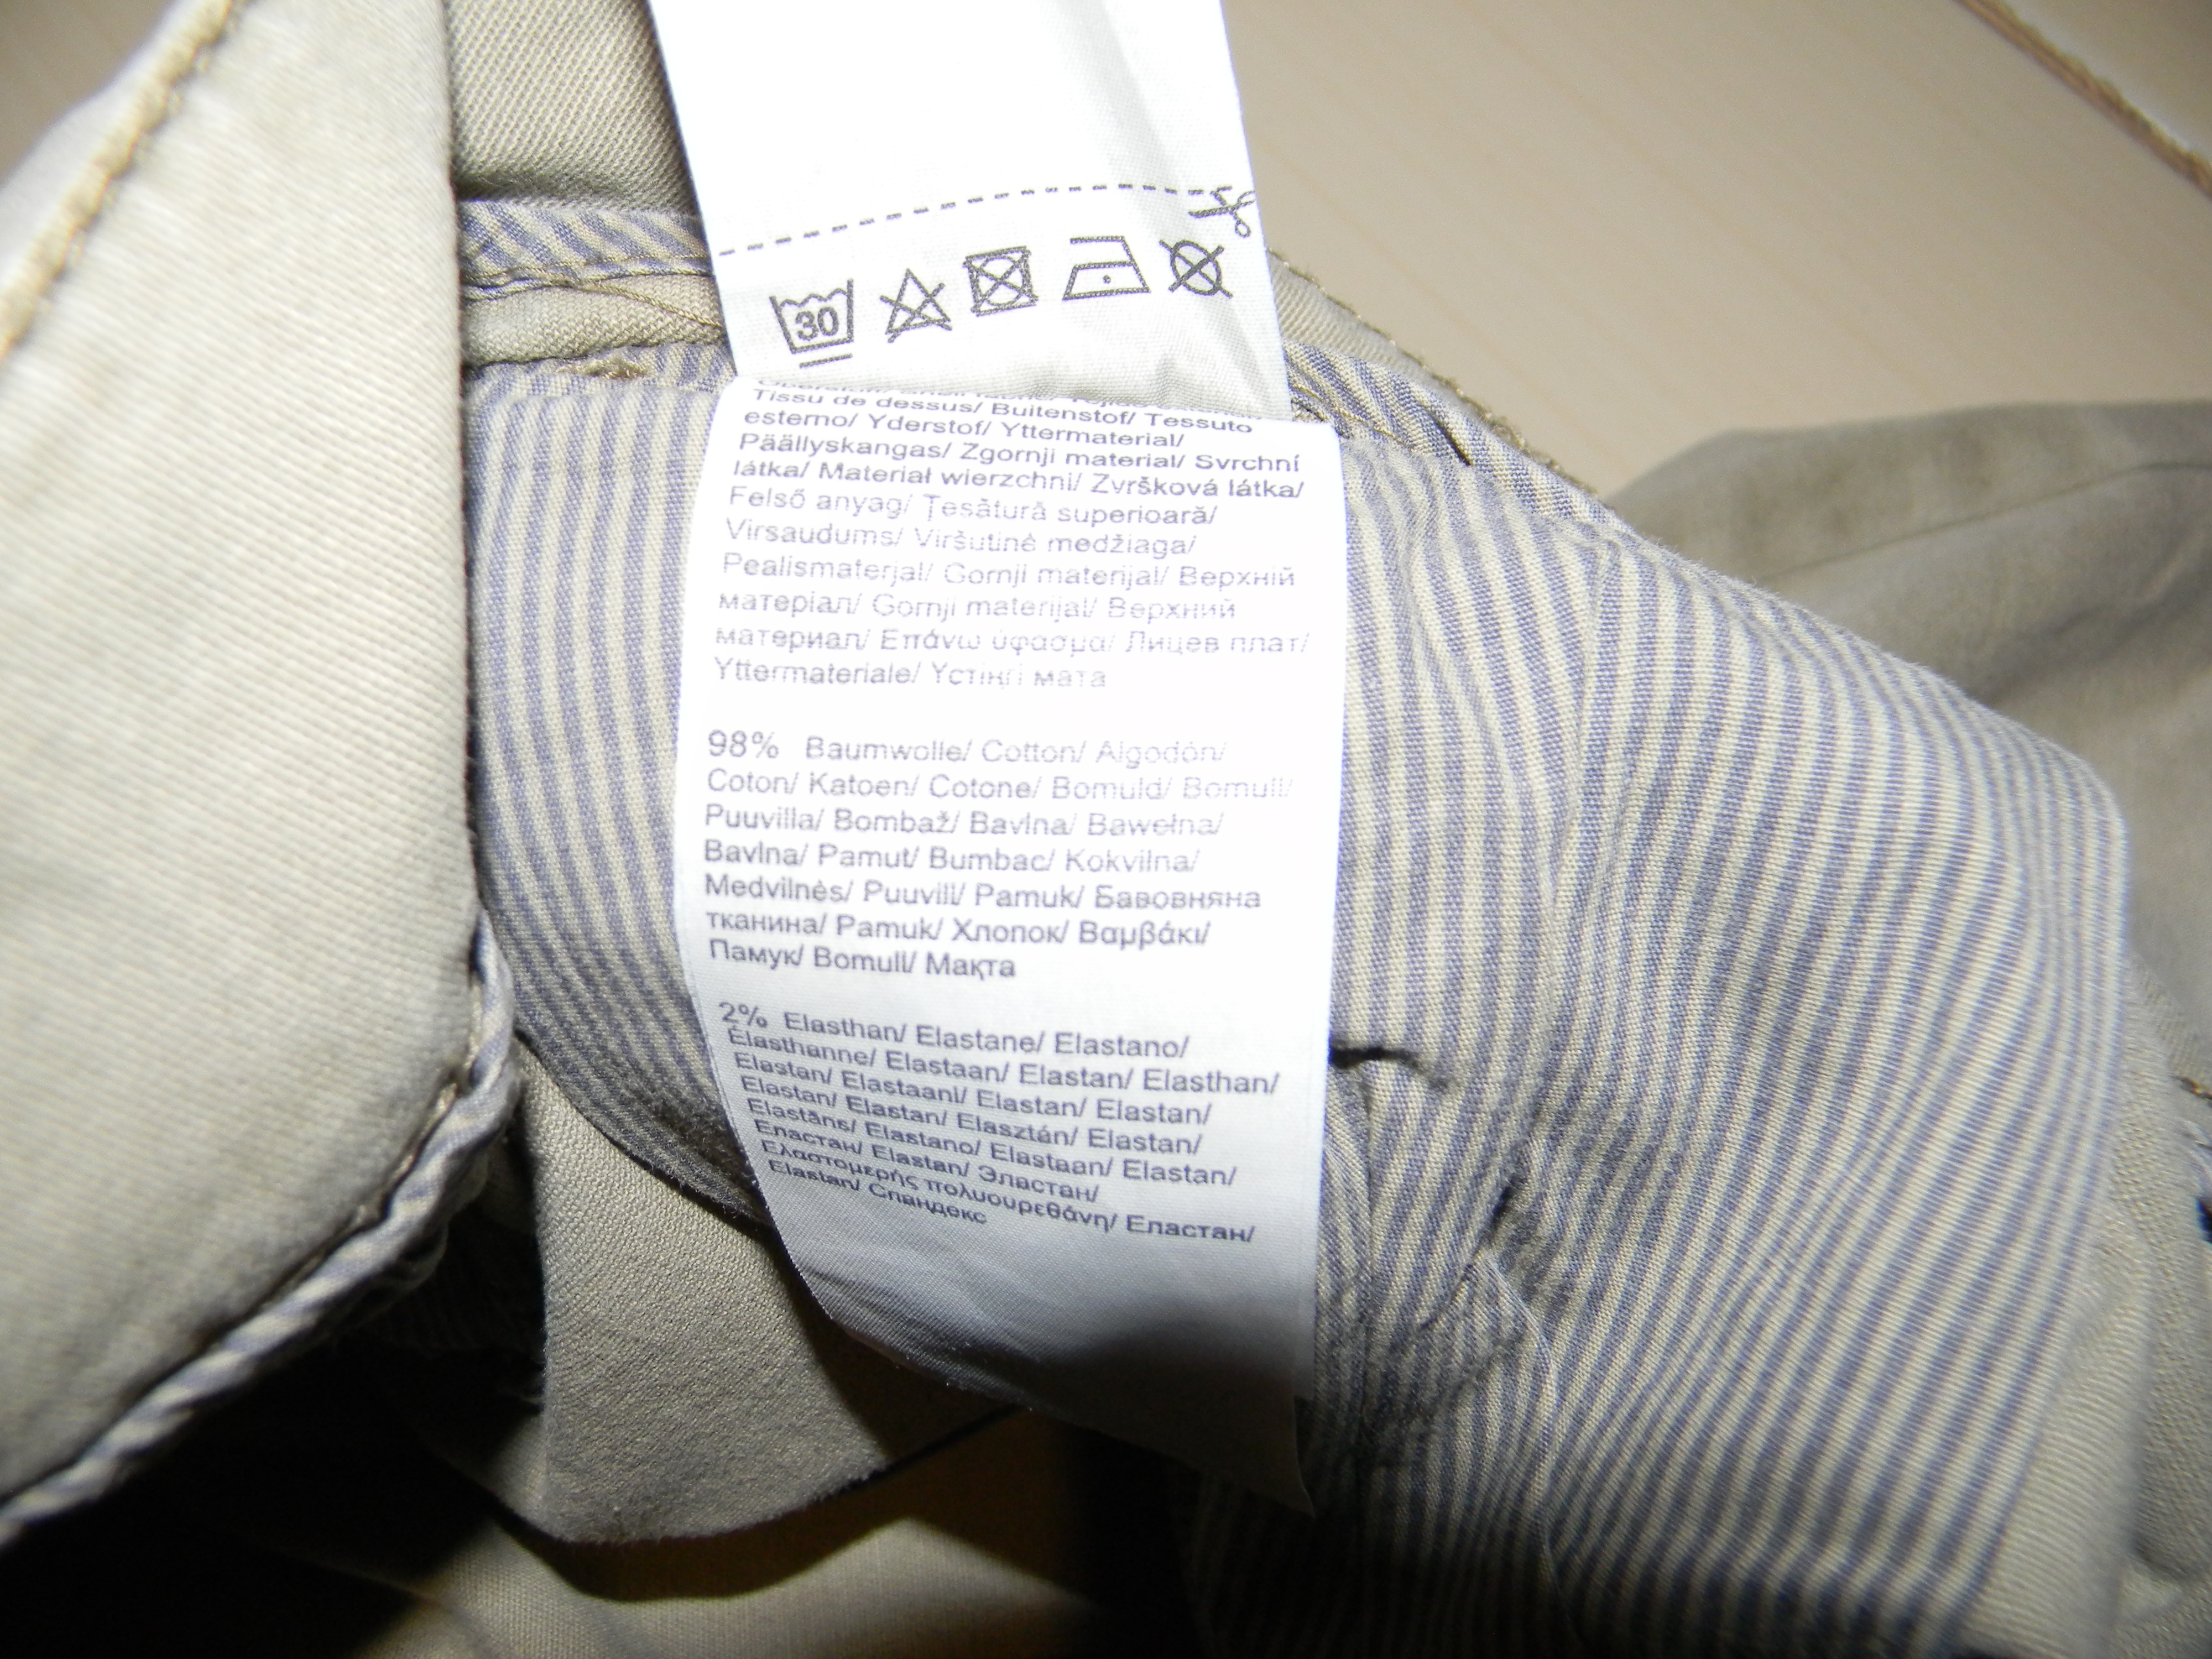 30
Tissu de dessus/ Buitenstof/ Tessuto
esterno/ Yderstof/ Yttermaterial/
Päällyskangas/ Zgornji material/ Svrchní
látka/ Materiał wierzchni/ Zvršková látka/
Felső anyag/ Ţesătură superioară/
Virsaudums/ Viršutinė medžiaga/
Pealismaterjal/ Gornji materijal/ Верхній
матеріал/ Gornji materijal/ Верхний
материал/ Επάνω ύφασμα/ Лицев плат/
Yttermateriale/ Үстіңгі мата
98% Baumwolle/ Cotton/ Algodón/
Coton/ Katoen/ Cotone/ Bomuld/ Bomull/
Puuvilla/ Bombaž/ Bavlna/ Bawełna/
Bavlna/ Pamut/ Bumbac/ Kokvilna/
Medvilnės/ Puuvill/ Pamuk/ Бавовняна
тканина/ Pamuk/ Хлопок/ Βαμβάκι/
Памук/ Bomull/ Мақта
2% Elasthan/ Elastane/ Elastano/
Élasthanne/ Elastaan/ Elastan/ Elasthan/
Elastan/ Elastaani/ Elastan/ Elastan/
Elastan/ Elastan/ Elasztán/ Elastan/
Elastāns/ Elastano/ Elastaan/ Elastan/
Еластан/ Elastan/ Эластан/
Ελαστομερής πολυουρεθάνη/ Еластан/
Elastan/ Спандекс